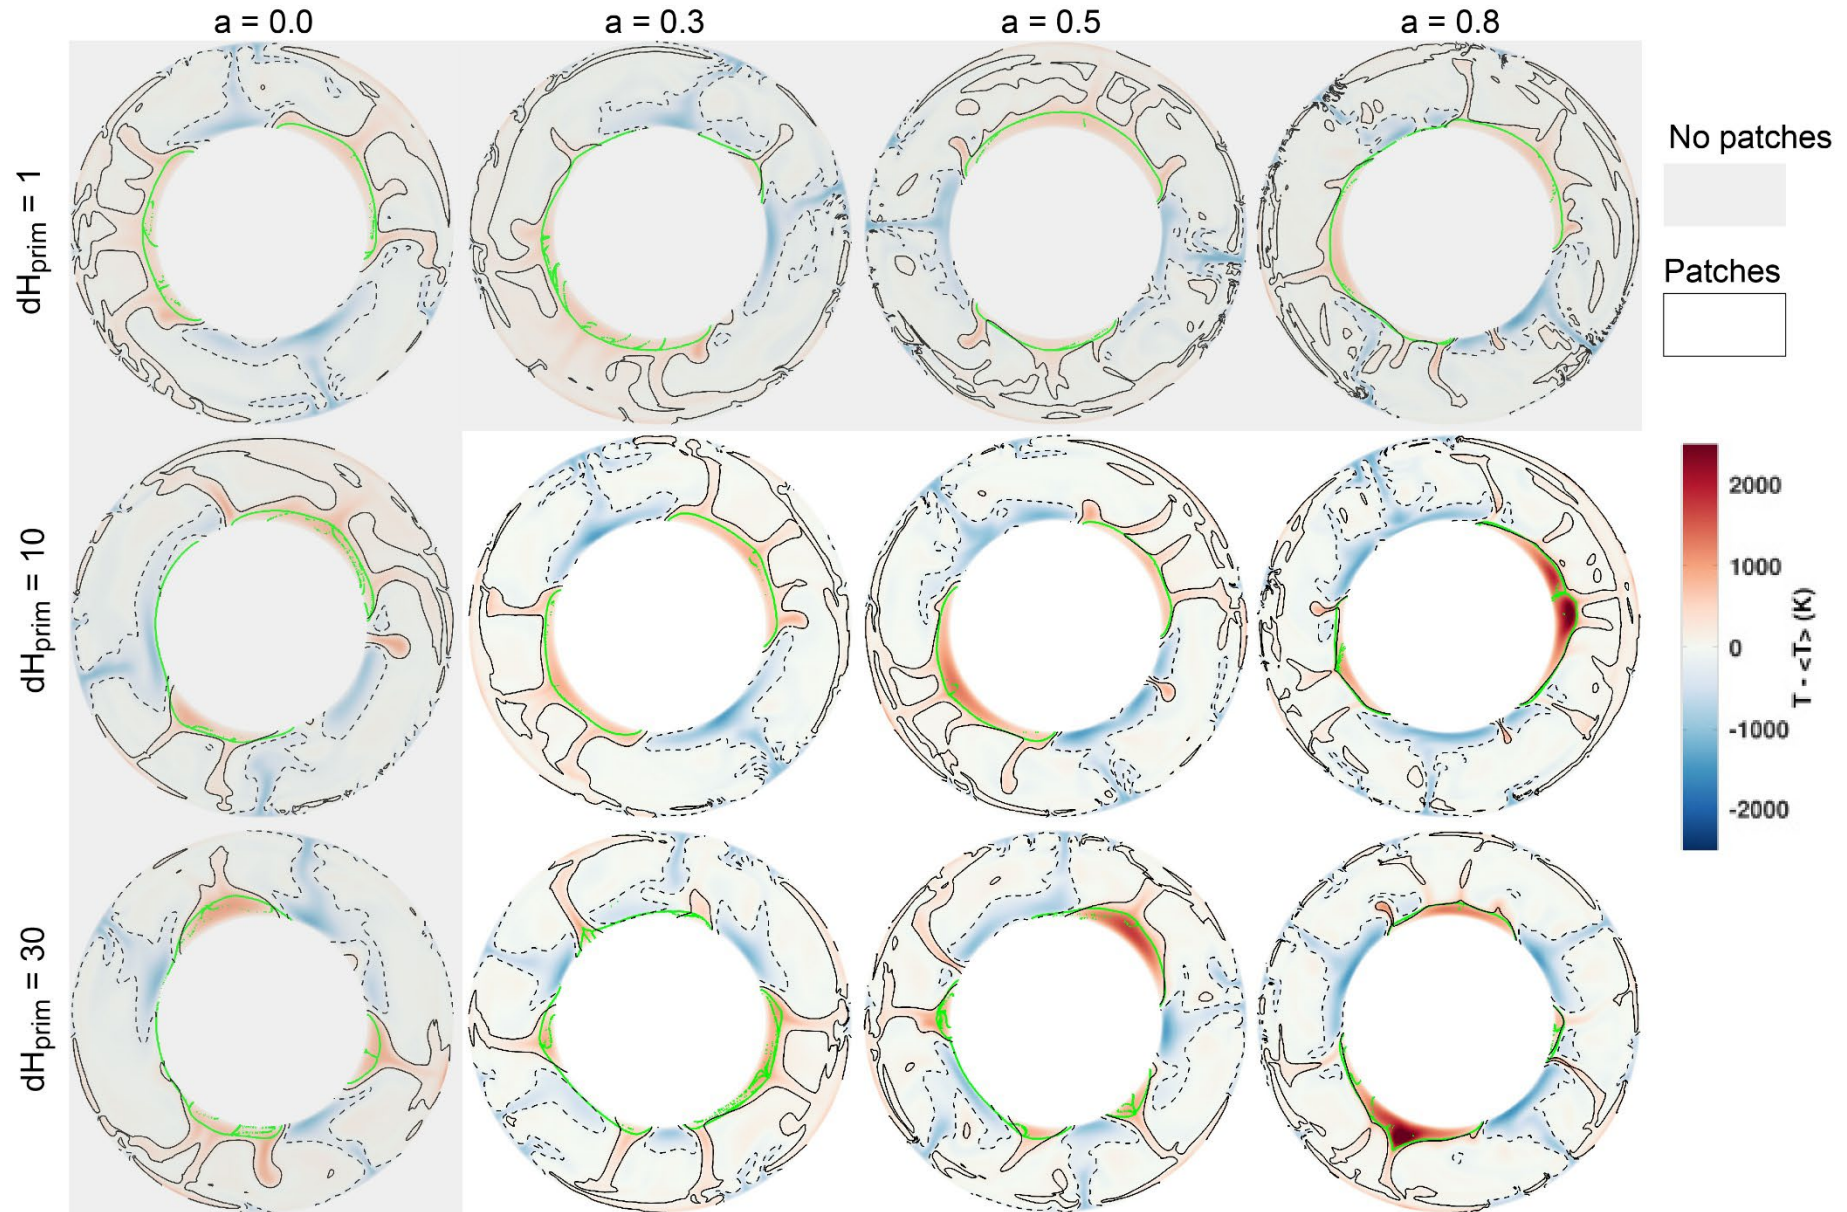 a = 0.0
a = 0.3
a = 0.5
a = 0.8
dHprim = 1
No patches
Patches
dHprim = 10
2000
1000
0
-1000
-2000
T - <T> (K)
dHprim = 30